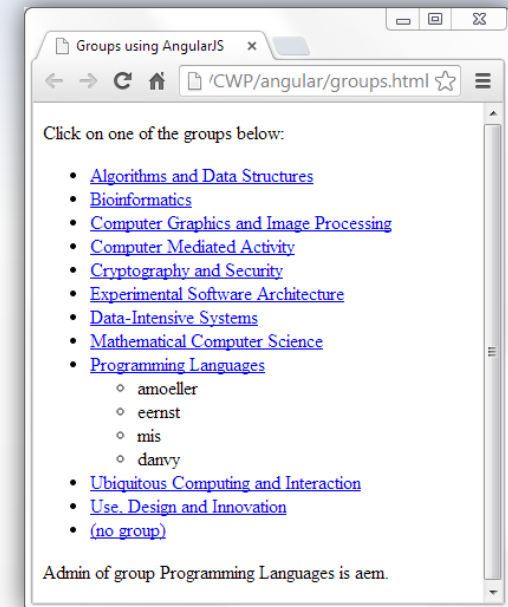 Groups using AngularJS
/CWP/angular/groups.html
Click on one of the groups below:
Algorithms and Data Structures
Bioinformatics
Computer Graphics and Image Processing
Computer Mediated Activity
Cryptography and Security
Experimental Software Architecture
Data-Intensive Systems
Mathematical Computer Science
Programming Languages
amoeller
eernst
mis
danvy
Ubiquitous Computing and Interaction
Use, Design and Innovation
(no group)
Admin of group Programming Languages is aem.